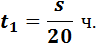 t₁ = s/20 ч.